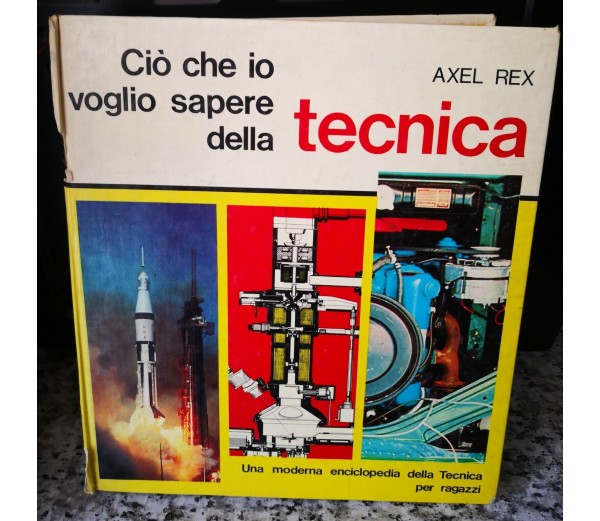 Ciò che io
voglio sapere
della
tecnica
AXEL REX
Una moderna enciclopedia della Tecnica
per ragazzi